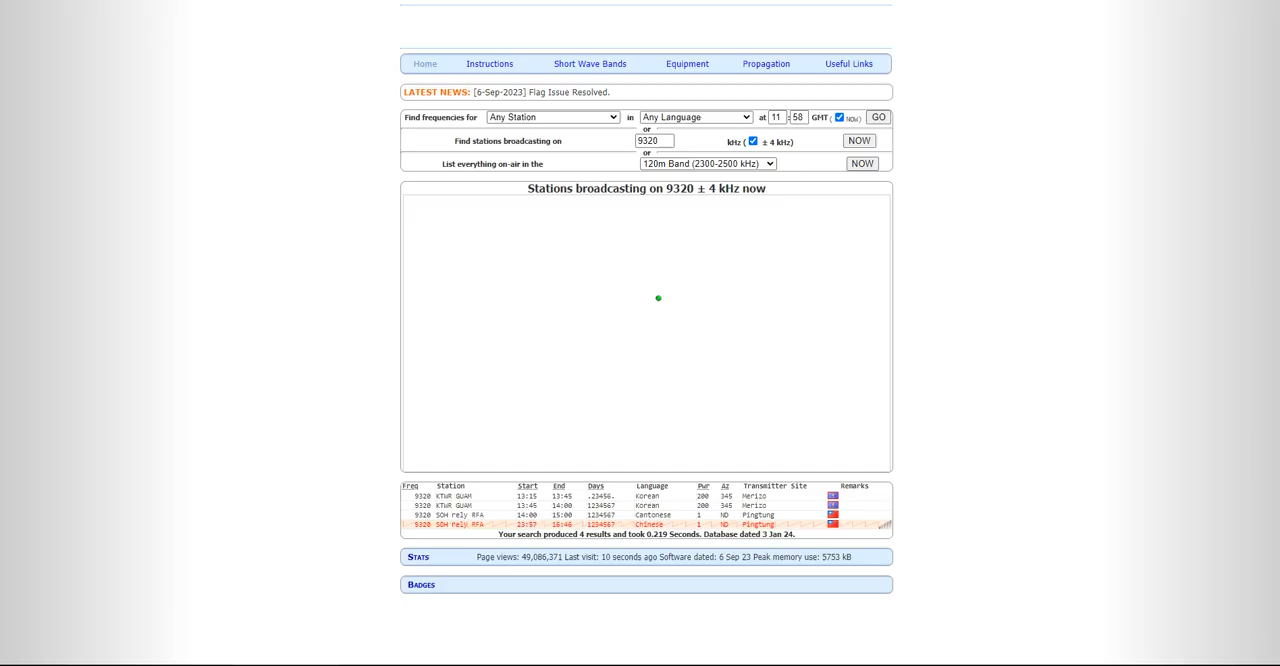 Home Instructions Short Wave Bands Equipment Propagation Useful Links
LATEST NEWS: [6-Sep-2023] Flag Issue Resolved.
Find frequencies for Any Station in Any Language at 11 : 58 GMT ( NOW) GO
or
Find stations broadcasting on 9320 kHz ( ± 4 kHz) NOW
or
List everything on-air in the 120m Band (2300-2500 kHz) NOW
Stations broadcasting on 9320 ± 4 kHz now
Freq Station Start End Days Language Pwr Az Transmitter Site Remarks
9320 KTWR GUAM 13:15 13:45 .23456. Korean 200 345 Merizo
9320 KTWR GUAM 13:45 14:00 1234567 Korean 200 345 Merizo
9320 SOH rely RFA 14:00 15:00 1234567 Cantonese 1 ND Pingtung
9320 SOH rely RFA 23:57 16:46 1234567 Chinese 1 ND Pingtung
Your search produced 4 results and took 0.219 Seconds. Database dated 3 Jan 24.
STATS Page views: 49,086,371 Last visit: 10 seconds ago Software dated: 6 Sep 23 Peak memory use: 5753 kB
BADGES